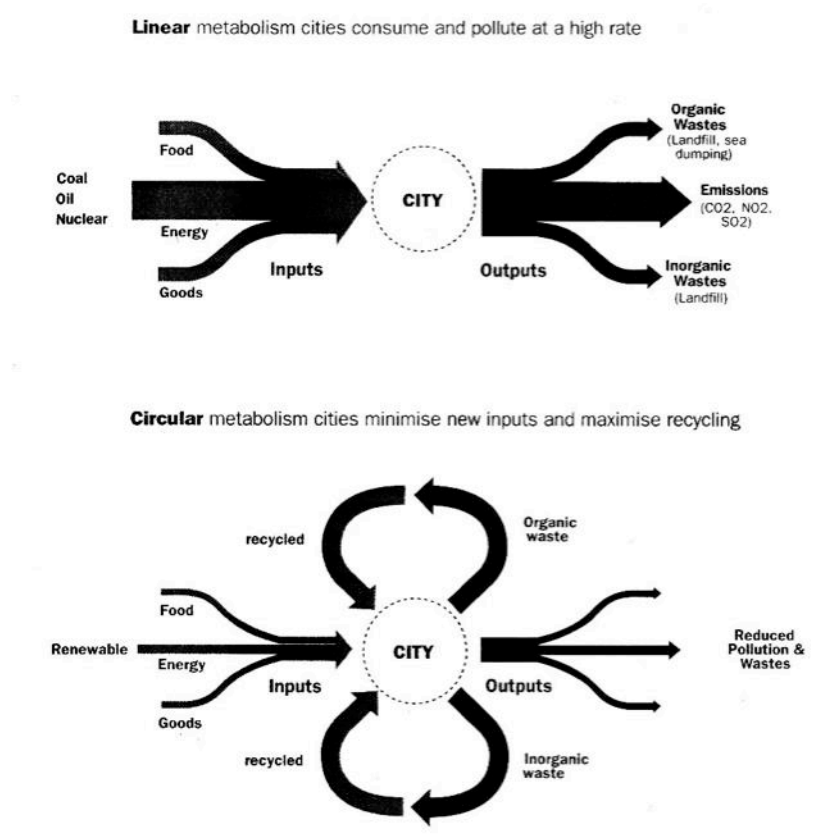 Linear metabolism cities consume and pollute at a high rate
Food
Coal
Oil
Nuclear
Energy
Goods
Inputs
CITY
Outputs
Organic
Wastes
(Landfill, sea
dumping)
Emissions
(CO2, NO2.
SO2)
Inorganic
Wastes
(Landfill)
Circular metabolism cities minimise new inputs and maximise recycling
recycled
Organic
waste
Food
Renewable
Energy
Goods
Inputs
CITY
Outputs
Reduced
Pollution &
Wastes
recycled
Inorganic
waste